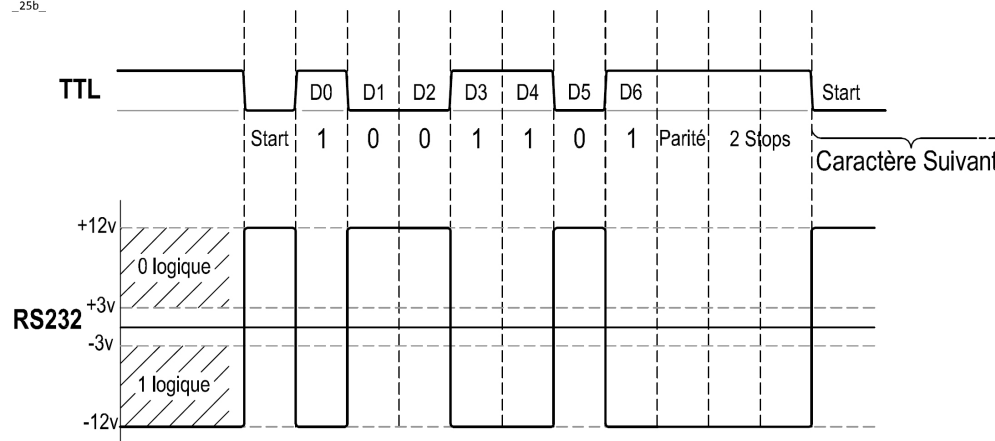 _25b_
TTL
D0 D1 D2 D3 D4 D5 D6 Start
Start 1 0 0 1 1 0 1 Parité 2 Stops
Caractère Suivant
+12v
0 logique
+3v
RS232
-3v
1 logique
-12v